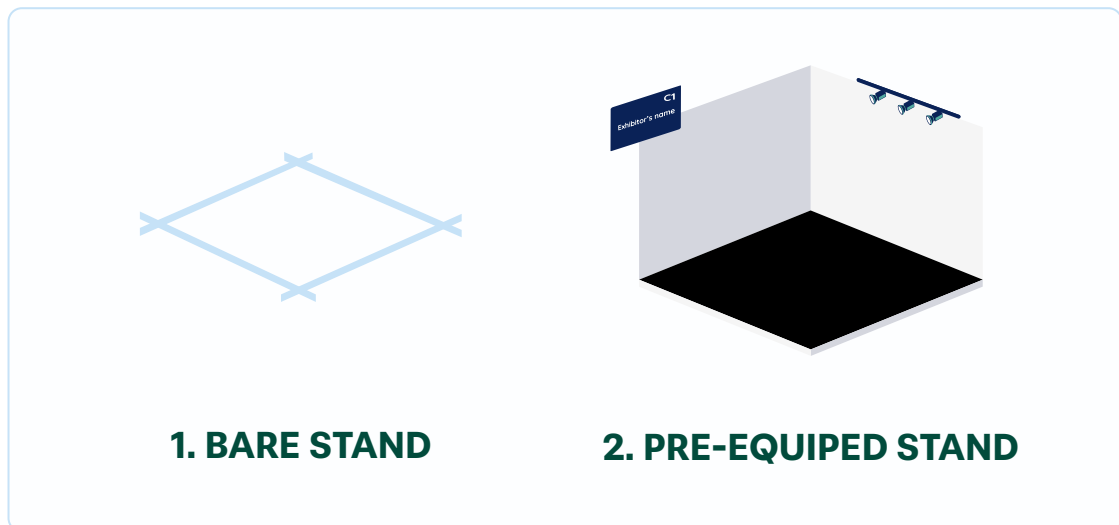 C1
Exhibitor's name
1. BARE STAND
2. PRE-EQUIPED STAND